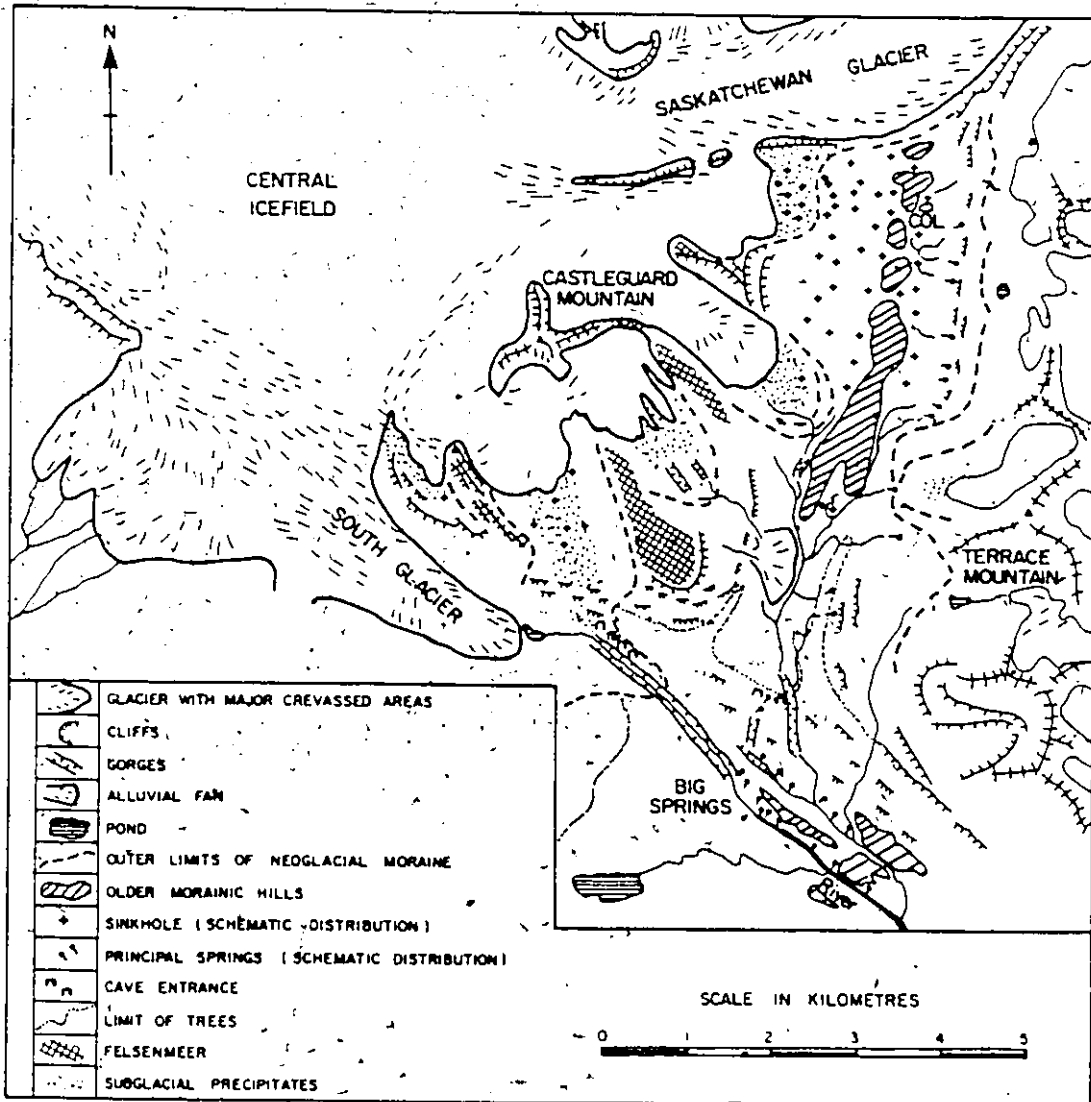 N
SASKATCHEWAN GLACIER
CENTRAL
ICEFIELD
COL
CASTLEGUARD
MOUNTAIN
SOUTH GLACIER
TERRACE
MOUNTAIN
BIG
SPRINGS
River
GLACIER WITH MAJOR CREVASSED AREAS
CLIFFS
GORGES
ALLUVIAL FAN
POND
OUTER LIMITS OF NEOGLACIAL MORAINE
OLDER MORAINIC HILLS
SINKHOLE (SCHEMATIC DISTRIBUTION)
PRINCIPAL SPRINGS (SCHEMATIC DISTRIBUTION)
CAVE ENTRANCE
LIMIT OF TREES
FELSENMEER
SUBGLACIAL PRECIPITATES
SCALE IN KILOMETRES
0 1 2 3 4 5